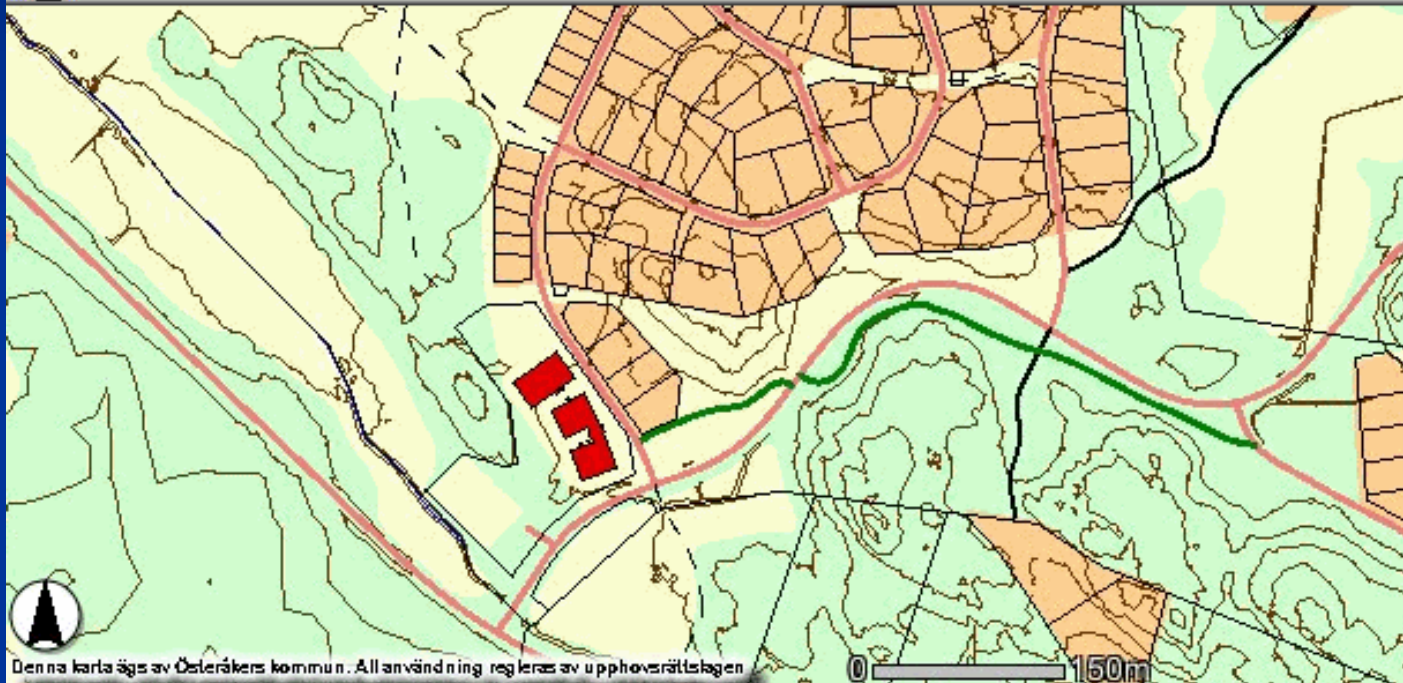 Denna karta ägs av Österåkers kommun. All användning regleras av upphovsrättslagen
0 150m